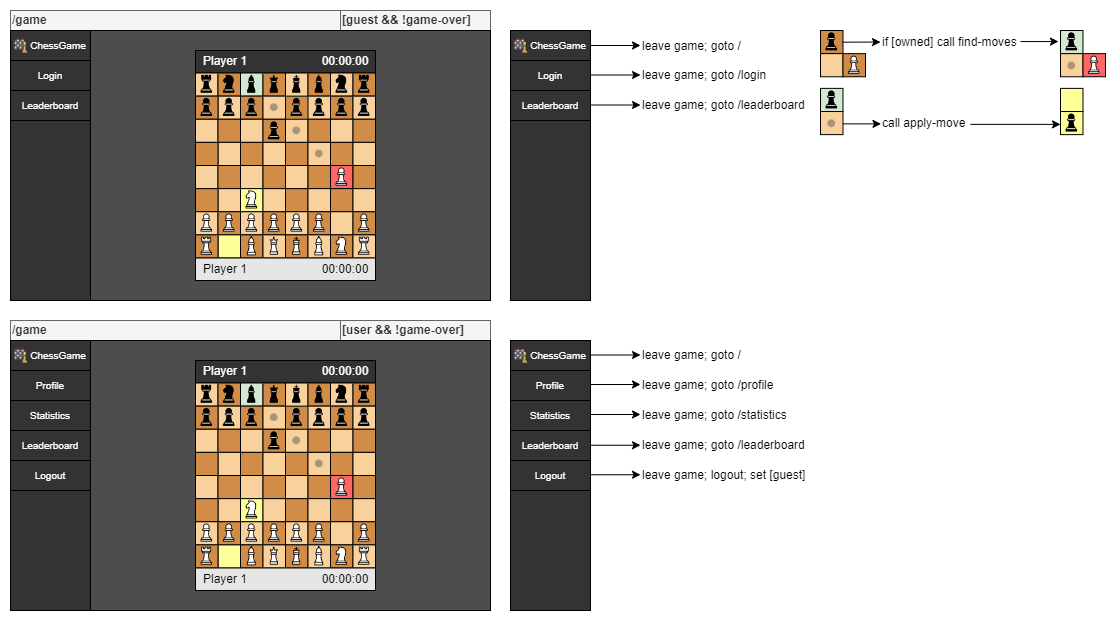 /game [guest && !game-over]
ChessGame
Login
Leaderboard
Player 1 00:00:00
Player 1 00:00:00
ChessGame leave game; goto /
Login leave game; goto /login
Leaderboard leave game; goto /leaderboard
if [owned] call find-moves
call apply-move
/game [user && !game-over]
ChessGame
Profile
Statistics
Leaderboard
Logout
Player 1 00:00:00
Player 1 00:00:00
ChessGame leave game; goto /
Profile leave game; goto /profile
Statistics leave game; goto /statistics
Leaderboard leave game; goto /leaderboard
Logout leave game; logout; set [guest]